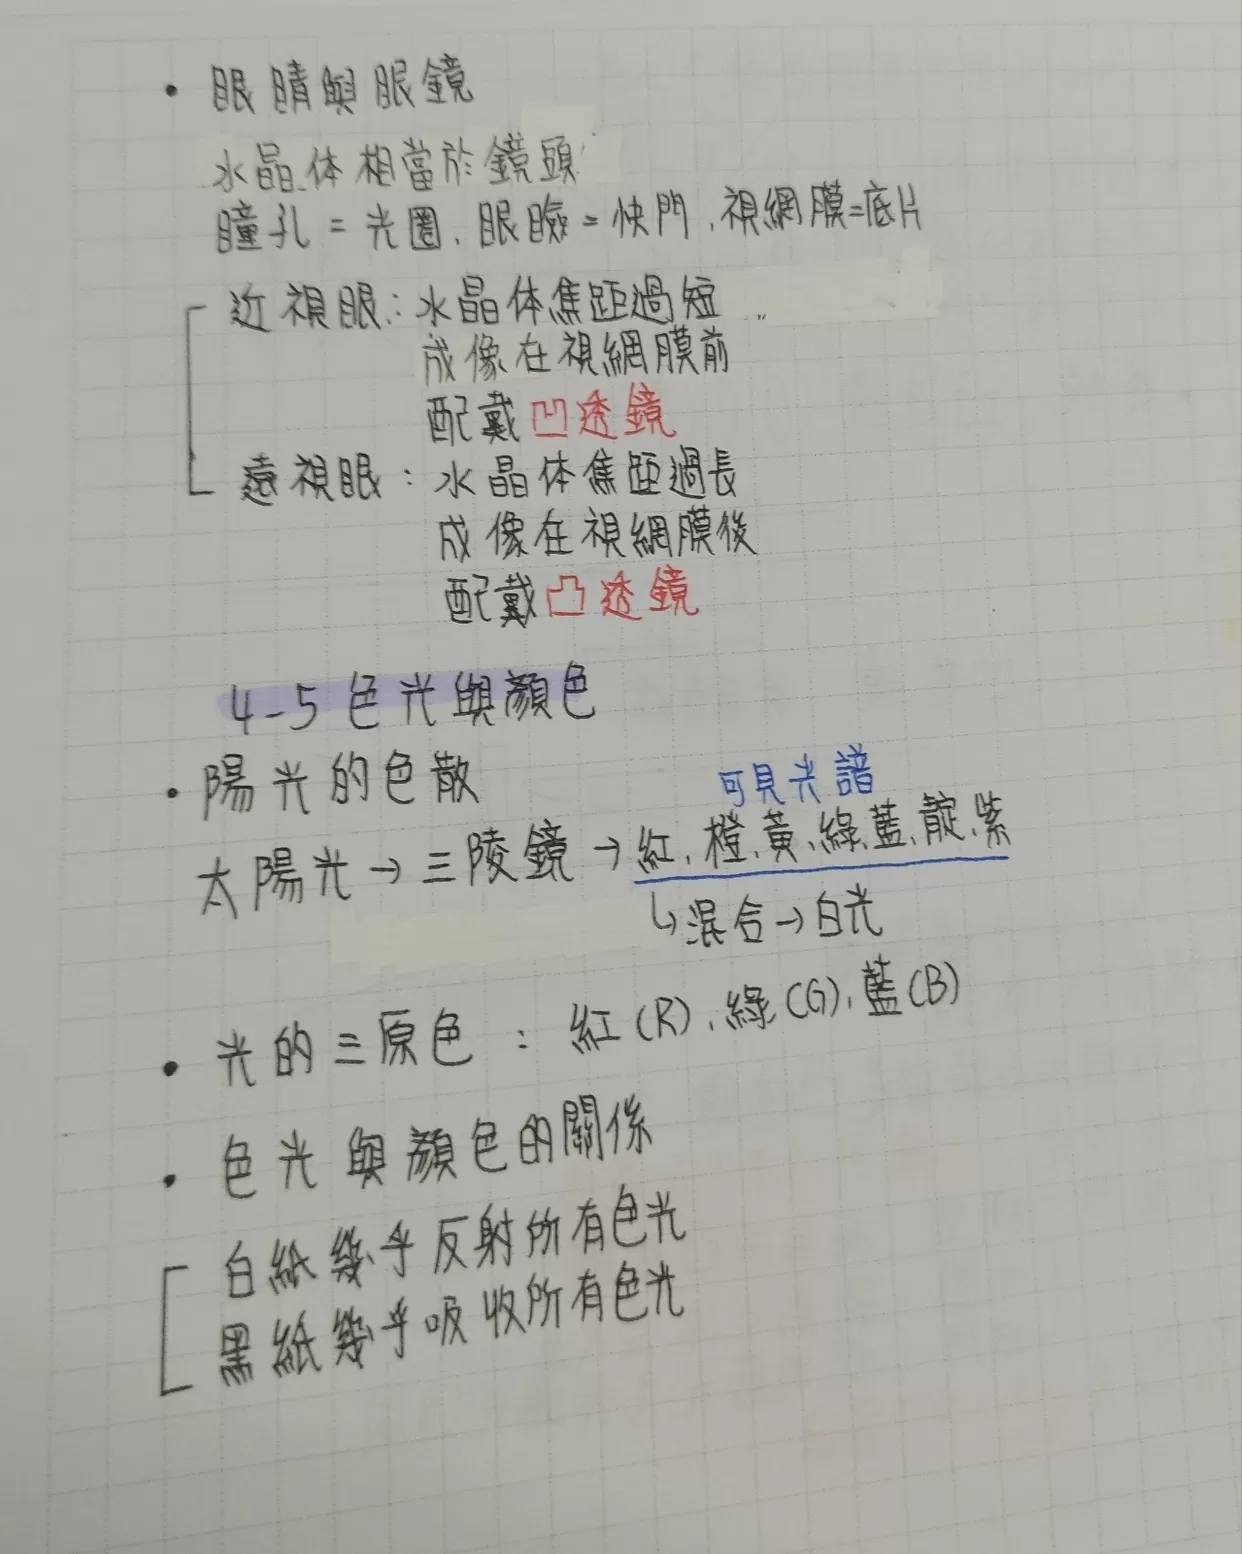 • 眼睛與眼鏡
水晶体相當於鏡頭
瞳孔=光圈、眼瞼=快門、視網膜=底片
近視眼:水晶体焦距過短
成像在視網膜前
配戴凹透鏡
遠視眼:水晶体焦距過長
成像在視網膜後
配戴凸透鏡
4-5 色光與顏色
• 陽光的色散
可見光譜
太陽光→三陵鏡→紅、橙、黃、綠、藍、靛、紫
↳混合→白光
• 光的三原色:紅(R)、綠(G)、藍(B)
• 色光與顏色的關係
白紙幾乎反射所有色光
黑紙幾乎吸收所有色光